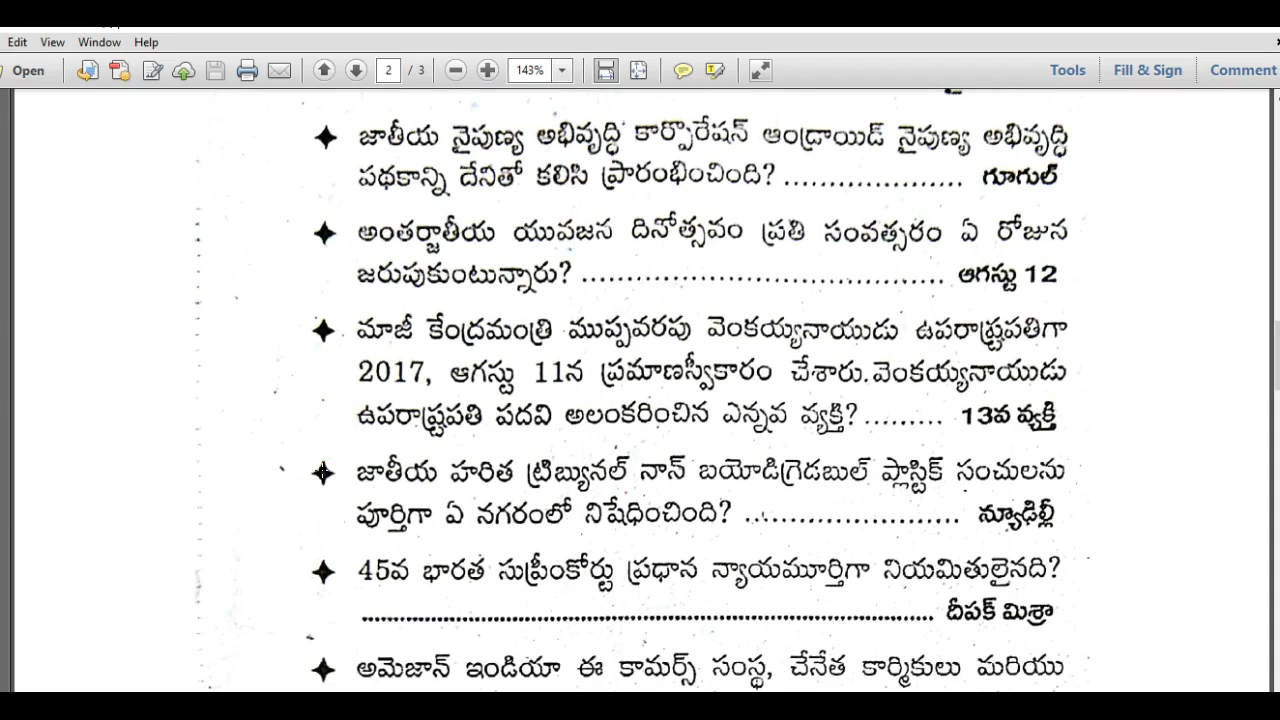 Edit View Window Help
Open 2 / 3 143% Tools Fill & Sign Comment
జాతీయ నైపుణ్య అభివృద్ధి కార్పొరేషన్ ఆండ్రాయిడ్ నైపుణ్య అభివృద్ధి
పథకాన్ని దేనితో కలిసి ప్రారంభించింది? ..................... గూగుల్
అంతర్జాతీయ యువజన దినోత్సవం ప్రతి సంవత్సరం ఏ రోజున
జరుపుకుంటున్నారు? ........................................... ఆగస్టు 12
మాజీ కేంద్రమంత్రి ముప్పవరపు వెంకయ్యనాయుడు ఉపరాష్ట్రపతిగా
2017, ఆగస్టు 11న ప్రమాణస్వీకారం చేశారు.వెంకయ్యనాయుడు
ఉపరాష్ట్రపతి పదవి అలంకరించిన ఎన్నవ వ్యక్తి? ......... 13వ వ్యక్తి
జాతీయ హరిత ట్రిబ్యునల్ నాన్ బయోడిగ్రెడబుల్ ప్లాస్టిక్ సంచులను
పూర్తిగా ఏ నగరంలో నిషేధించింది? ......................... న్యూఢిల్లీ
45వ భారత సుప్రీంకోర్టు ప్రధాన న్యాయమూర్తిగా నియమితులైనది?
.................................................................................. దీపక్ మిశ్రా
అమెజాన్ ఇండియా ఈ కామర్స్ సంస్థ, చేనేత కార్మికులు మరియు